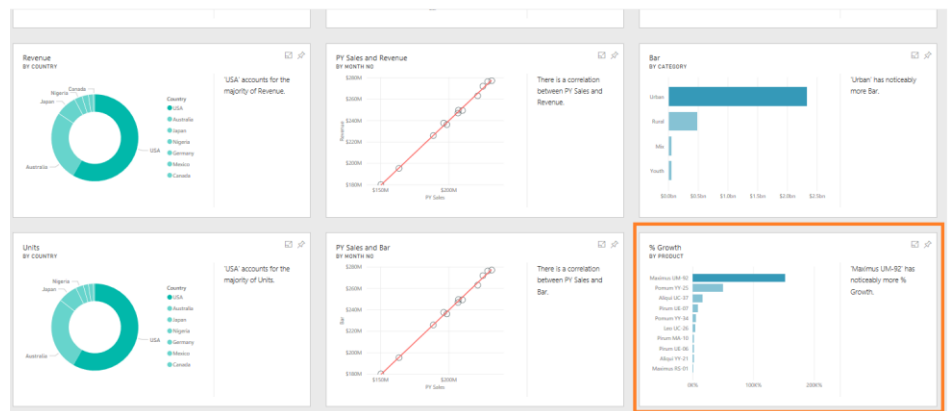 Revenue
BY COUNTRY
Canada
Nigeria
Japan
Australia
USA
Country
USA
Australia
Japan
Nigeria
Germany
Mexico
Canada
'USA' accounts for the
majority of Revenue.
PY Sales and Revenue
BY MONTH NO
$280M
$260M
$240M
$220M
$200M
$180M
Revenue
$150M
$200M
PY Sales
There is a correlation
between PY Sales and
Revenue.
Bar
BY CATEGORY
Urban
Rural
Mix
Youth
$0.0bn
$0.5bn
$1.0bn
$1.5bn
$2.0bn
$2.5bn
'Urban' has noticeably
more Bar.
Units
BY COUNTRY
Nigeria
Japan
Australia
USA
Country
USA
Australia
Japan
Nigeria
Germany
Mexico
Canada
'USA' accounts for the
majority of Units.
PY Sales and Bar
BY MONTH NO
$280M
$260M
$240M
$220M
$200M
$180M
Bar
$150M
$200M
PY Sales
There is a correlation
between PY Sales and
Bar.
% Growth
BY PRODUCT
Maximus UM-92
Pomum YY-25
Aliqui UC-37
Pirum UE-07
Pomum YY-34
Leo UC-26
Pirum MA-10
Pirum UE-06
Aliqui YY-21
Maximus RS-01
0K%
100K%
200K%
'Maximus UM-92' has
noticeably more %
Growth.